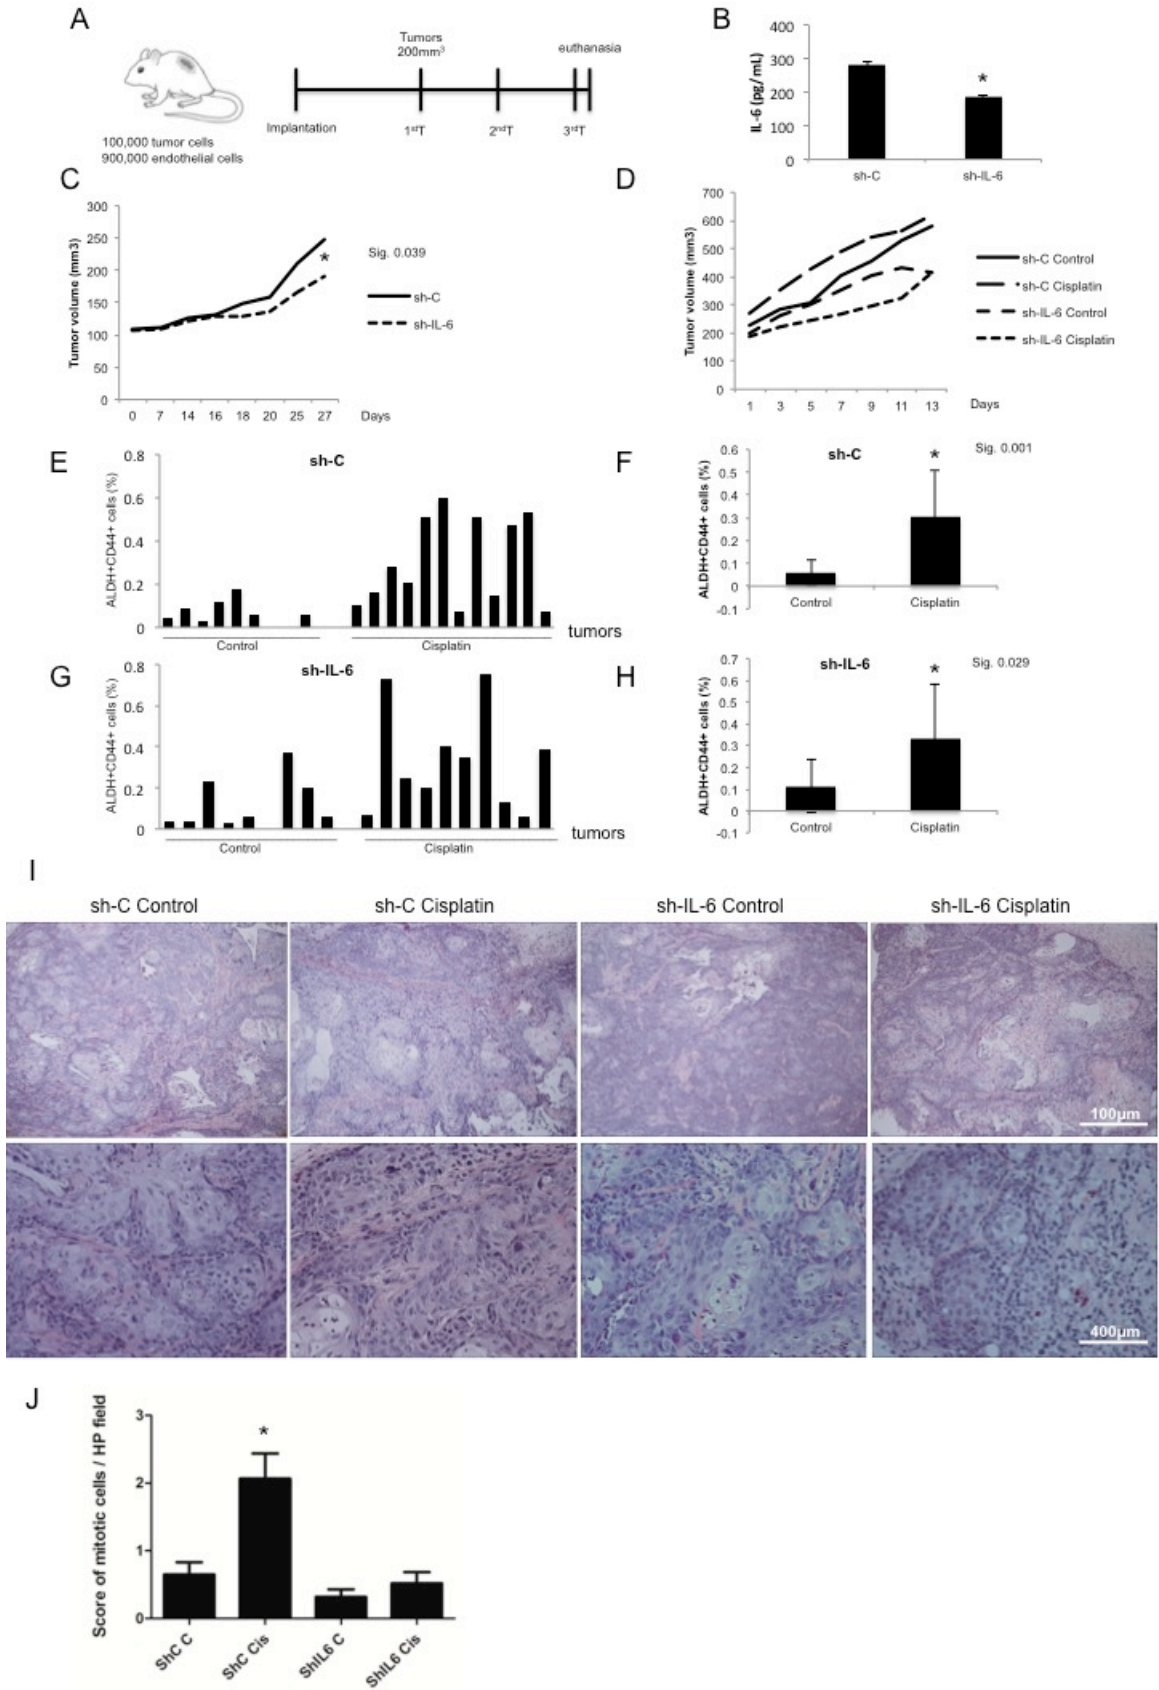 A
Tumors
200mm³
euthanasia
Implantation
1ˢᵗT
2ⁿᵈT
3ʳᵈT
100,000 tumor cells
900,000 endothelial cells
B
IL-6 (pg/mL)
400
300
200
100
0
*
sh-C
sh-IL-6
C
Tumor volume (mm3)
300
250
200
150
100
50
0
0 7 14 16 18 20 25 27 Days
*
Sig. 0.039
sh-C
sh-IL-6
D
Tumor volume (mm3)
700
600
500
400
300
200
100
0
1 3 5 7 9 11 13 Days
sh-C Control
sh-C Cisplatin
sh-IL-6 Control
sh-IL-6 Cisplatin
E
sh-C
ALDH+CD44+ cells (%)
0.8
0.6
0.4
0.2
0
Control
Cisplatin
tumors
F
sh-C
*
Sig. 0.001
ALDH+CD44+ cells (%)
0.6
0.5
0.4
0.3
0.2
0.1
0
-0.1
Control
Cisplatin
G
sh-IL-6
ALDH+CD44+ cells (%)
0.8
0.6
0.4
0.2
0
Control
Cisplatin
tumors
H
sh-IL-6
*
Sig. 0.029
ALDH+CD44+ cells (%)
0.7
0.6
0.5
0.4
0.3
0.2
0.1
0
-0.1
Control
Cisplatin
I
sh-C Control
sh-C Cisplatin
sh-IL-6 Control
sh-IL-6 Cisplatin
100µm
400µm
J
Score of mitotic cells / HP field
3
2
1
0
*
ShC C
ShC Cis
ShIL6 C
ShIL6 Cis